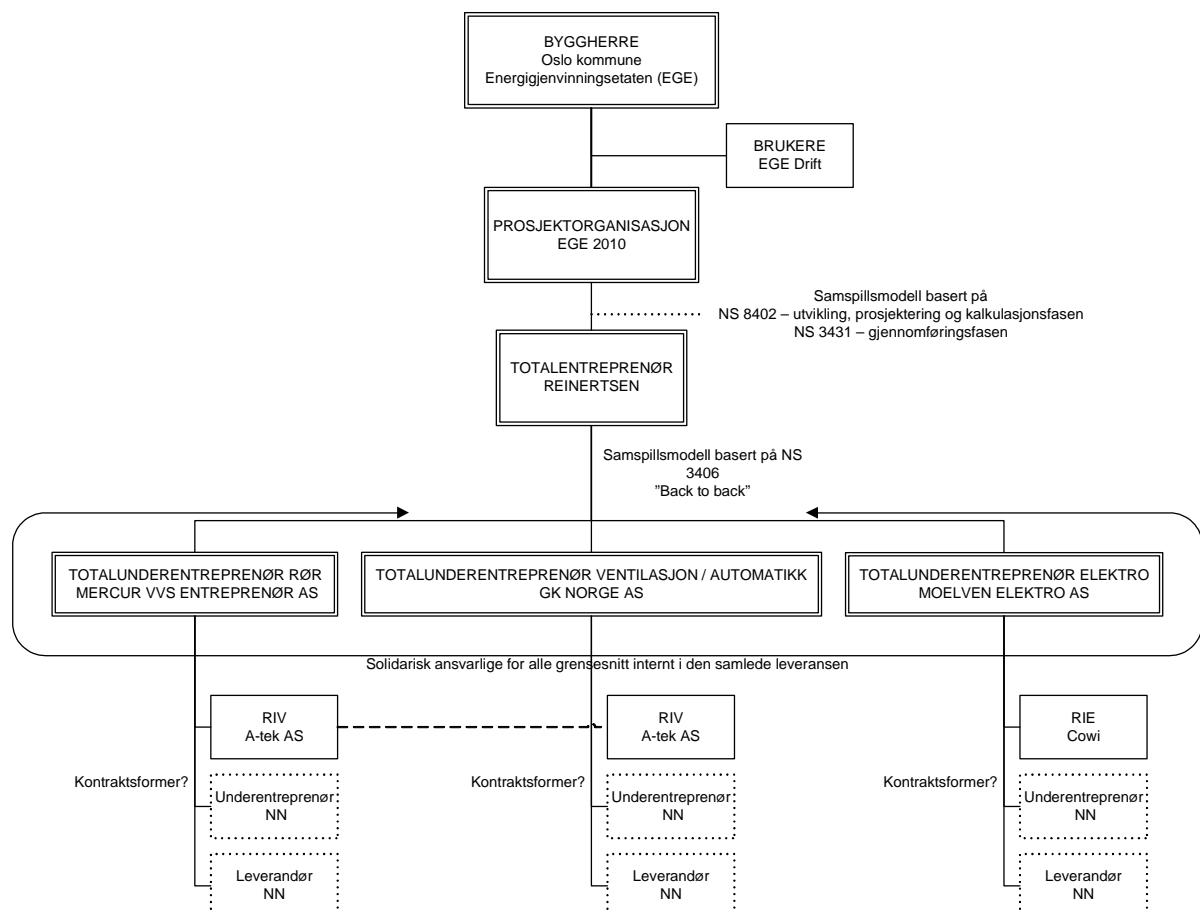 BYGGHERRE
Oslo kommune
Energigjenvinningsetaten (EGE)
BRUKERE
EGE Drift
PROSJEKTORGANISASJON
EGE 2010
Samspillsmodell basert på
NS 8402 – utvikling, prosjektering og kalkulasjonsfasen
NS 3431 – gjennomføringsfasen
TOTALENTREPRENØR
REINERTSEN
Samspillsmodell basert på NS
3406
”Back to back”
TOTALUNDERENTREPRENØR RØR
MERCUR VVS ENTREPRENØR AS
TOTALUNDERENTREPRENØR VENTILASJON / AUTOMATIKK
GK NORGE AS
TOTALUNDERENTREPRENØR ELEKTRO
MOELVEN ELEKTRO AS
Solidarisk ansvarlige for alle grensesnitt internt i den samlede leveransen
RIV
A-tek AS
RIV
A-tek AS
RIE
Cowi
Kontraktsformer?
Kontraktsformer?
Kontraktsformer?
Underentreprenør
NN
Underentreprenør
NN
Underentreprenør
NN
Leverandør
NN
Leverandør
NN
Leverandør
NN